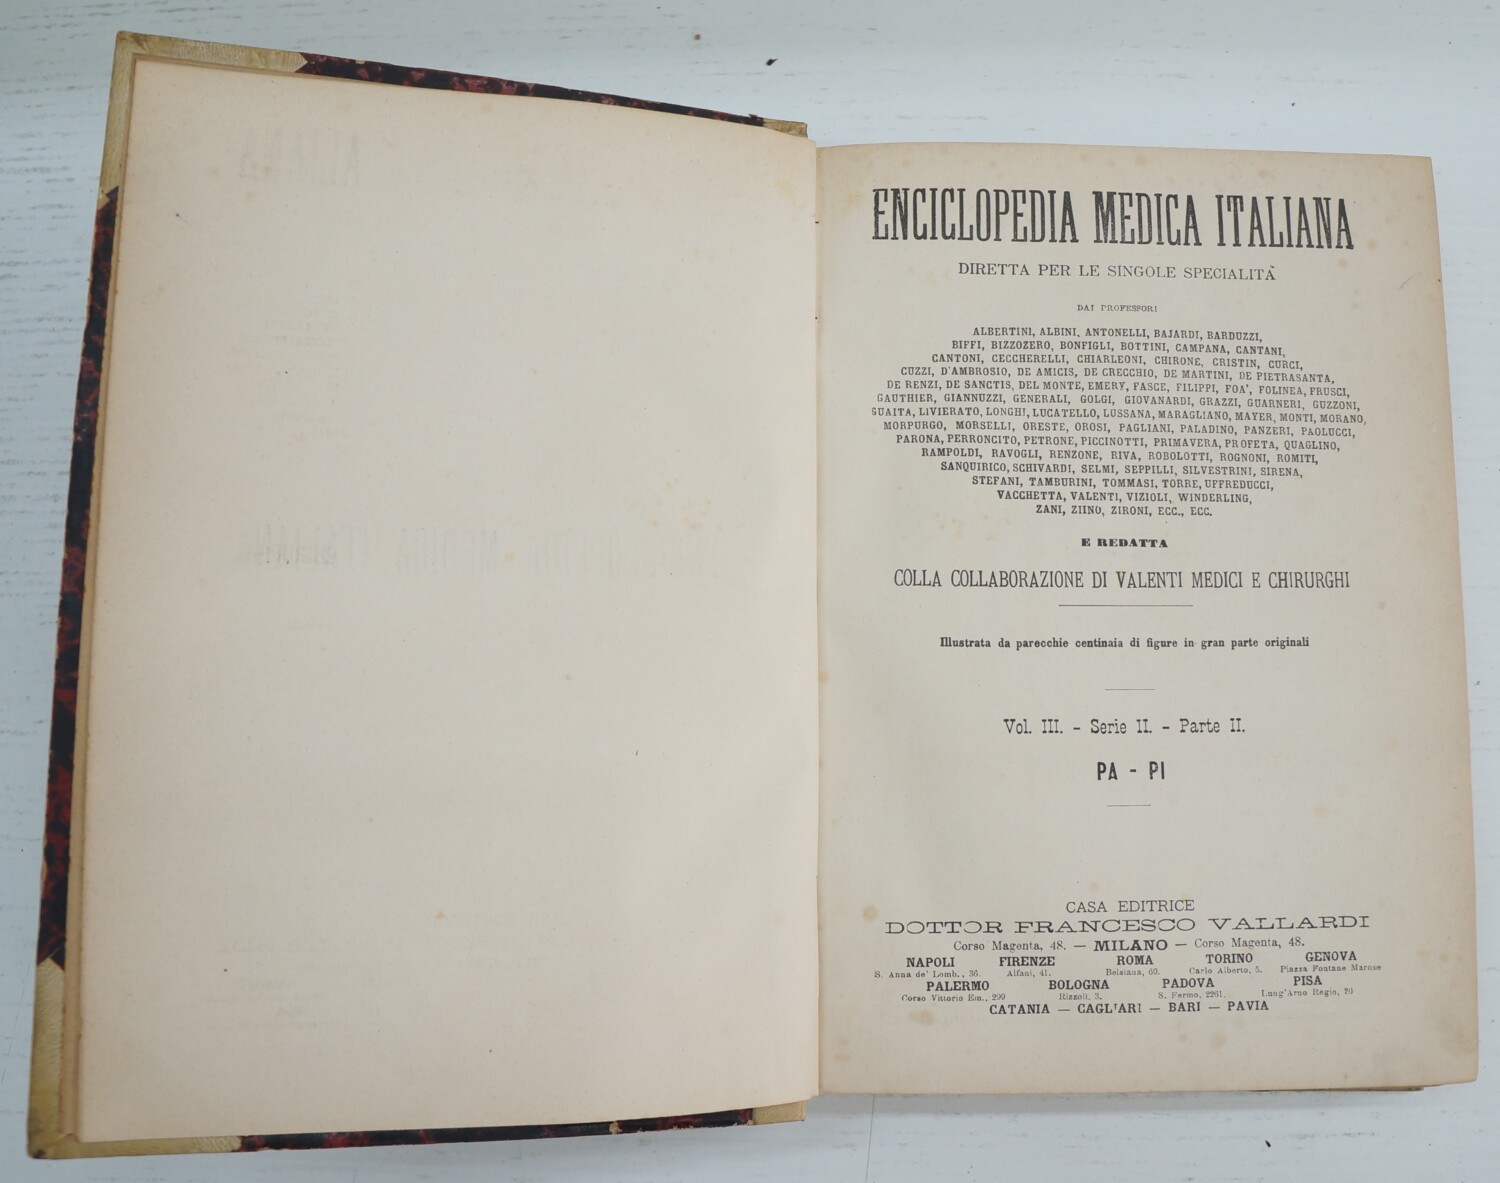 ENCICLOPEDIA MEDICA ITALIANA
DIRETTA PER LE SINGOLE SPECIALITÀ
DAI PROFESSORI
ALBERTINI, ALBINI, ANTONELLI, BAJARDI, BARDUZZI,
BIFFI, BIZZOZERO, BONFIGLI, BOTTINI, CAMPANA, CANTANI,
CANTONI, CECCHERELLI, CHIARLEONI, CHIRONE, CRISTIN, CURCI,
CUZZI, D'AMBROSIO, DE AMICIS, DE CRECCHIO, DE MARTINI, DE PIETRASANTA,
DE RENZI, DE SANCTIS, DEL MONTE, EMERY, FASCE, FILIPPI, FOA', FOLINEA, FRUSCI,
GAUTHIER, GIANNUZZI, GENERALI, GOLGI, GIOVANARDI, GRAZZI, GUARNERI, GUZZONI,
GUAITA, LIVIERATO, LONGHI, LUCATELLO, LUSSANA, MARAGLIANO, MAYER, MONTI, MORANO,
MORPURGO, MORSELLI, ORESTE, OROSI, PAGLIANI, PALADINO, PANZERI, PAOLUCCI,
PARONA, PERRONCITO, PETRONE, PICCINOTTI, PRIMAVERA, PROFETA, QUAGLINO,
RAMPOLDI, RAVOGLI, RENZONE, RIVA, ROBOLOTTI, ROGNONI, ROMITI,
SANQUIRICO, SCHIVARDI, SELMI, SEPPILLI, SILVESTRINI, SIRENA,
STEFANI, TAMBURINI, TOMMASI, TORRE, UFFREDUCCI,
VACCHETTA, VALENTI, VIZIOLI, WINDERLING,
ZANI, ZIINO, ZIRONI, ECC., ECC.
E REDATTA
COLLA COLLABORAZIONE DI VALENTI MEDICI E CHIRURGHI
Illustrata da parecchie centinaia di figure in gran parte originali
Vol. III. - Serie II. - Parte II.
PA - PI
CASA EDITRICE
DOTTOR FRANCESCO VALLARDI
Corso Magenta, 48. — MILANO — Corso Magenta, 48.
NAPOLI FIRENZE ROMA TORINO GENOVA
S. Anna de' Lomb., 36. Alfani, 41. Belsiana, 60. Carlo Alberto, 5. Piazza Fontane Marose
PALERMO BOLOGNA PADOVA PISA
Corso Vittorio Em., 299 Rizzoli, 3. S. Fermo, 2261. Lung'Arno Regio, 26
CATANIA — CAGLIARI — BARI — PAVIA